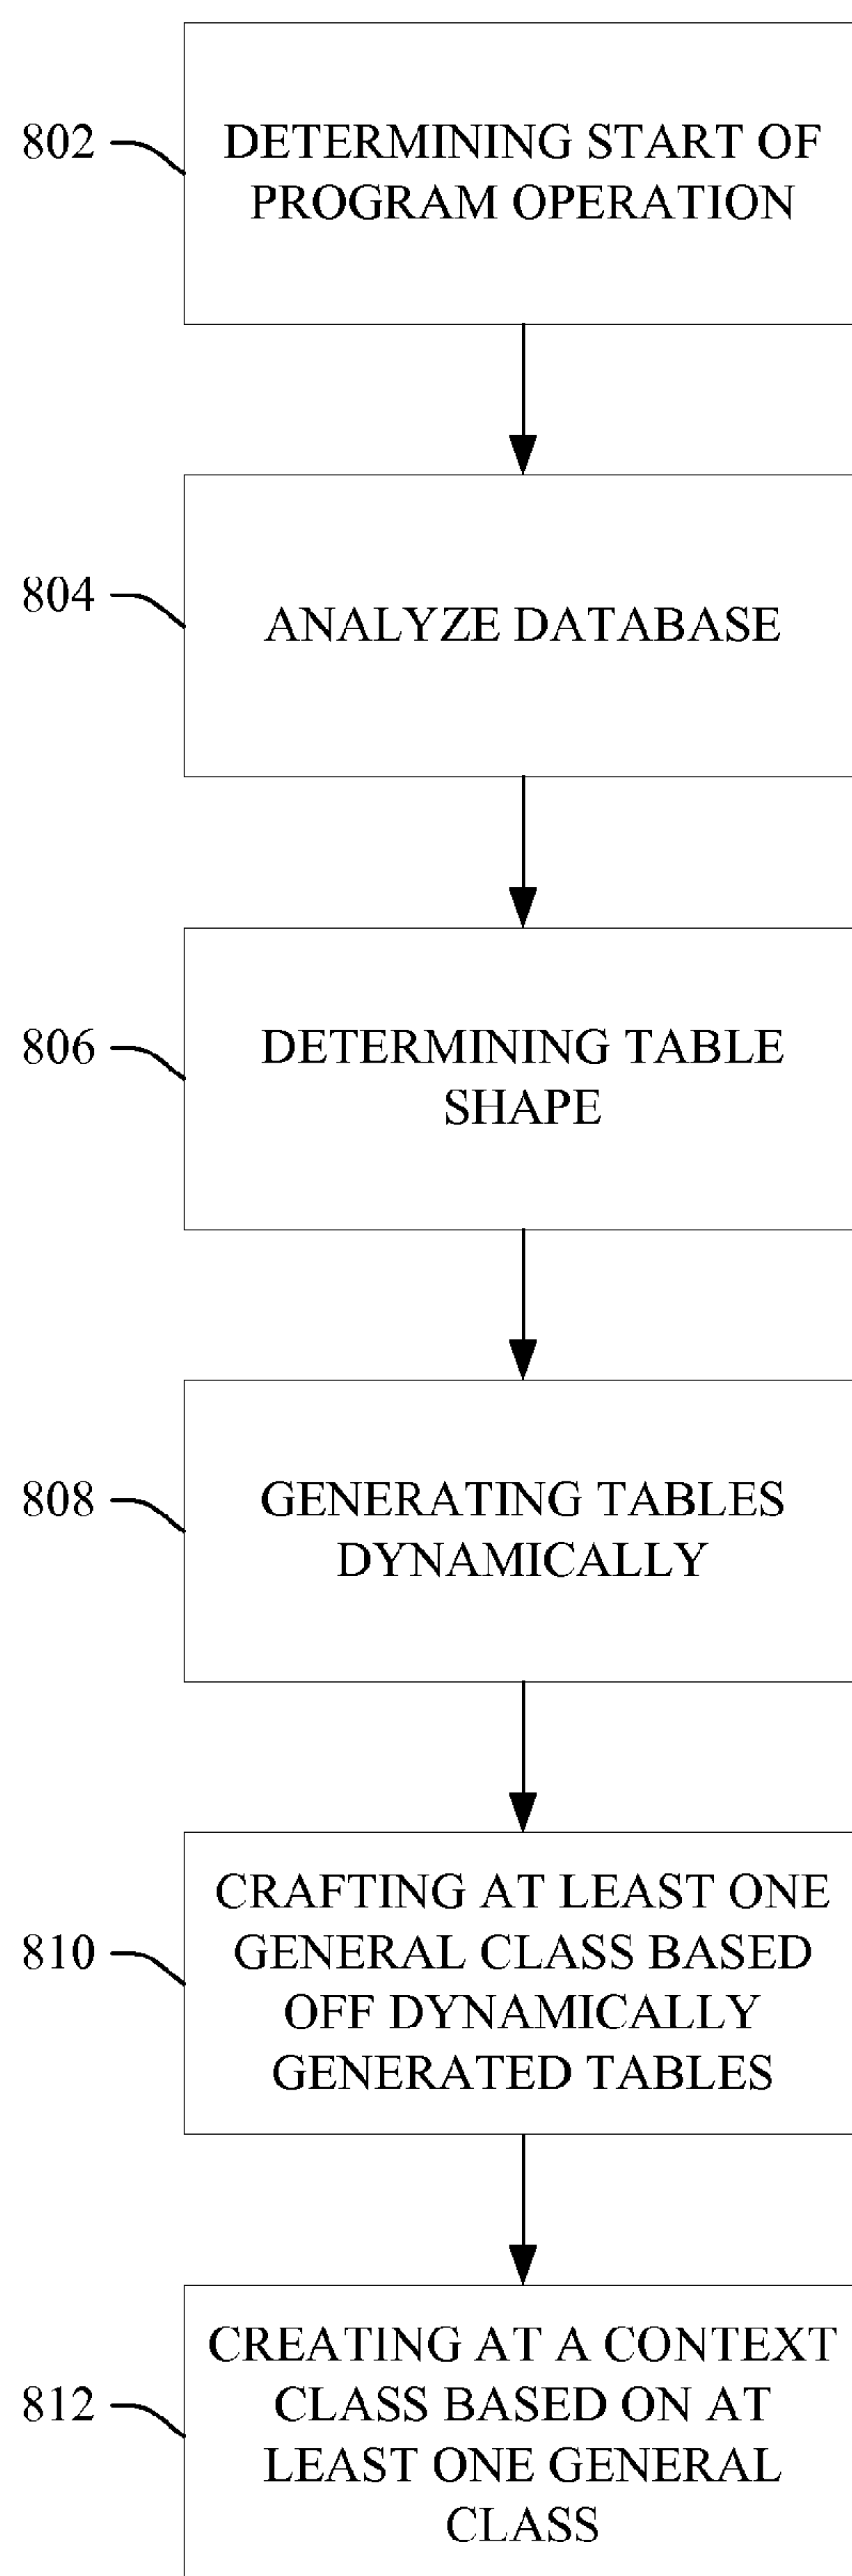 802
DETERMINING START OF
PROGRAM OPERATION
804
ANALYZE DATABASE
806
DETERMINING TABLE
SHAPE
808
GENERATING TABLES
DYNAMICALLY
810
CRAFTING AT LEAST ONE
GENERAL CLASS BASED
OFF DYNAMICALLY
GENERATED TABLES
812
CREATING AT A CONTEXT
CLASS BASED ON AT
LEAST ONE GENERAL
CLASS